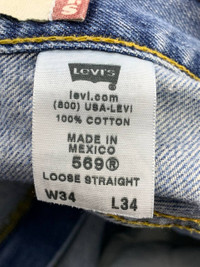 Levi's
levi.com
(800) USA-LEVI
100% COTTON
MADE IN
MEXICO
569®
LOOSE STRAIGHT
W34 L34